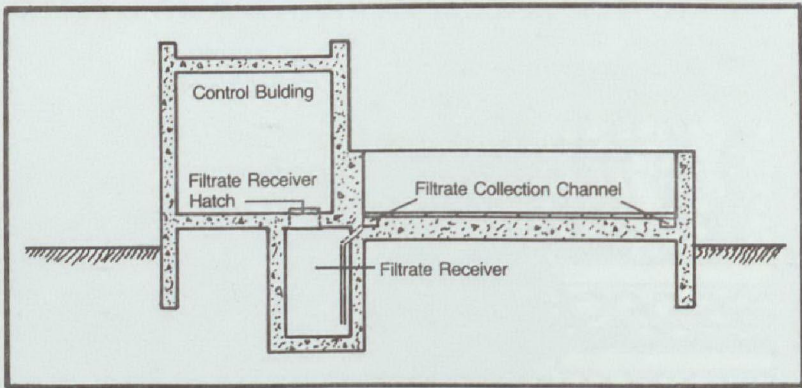 Control Bulding
Filtrate Receiver
Hatch
Filtrate Collection Channel
Filtrate Receiver